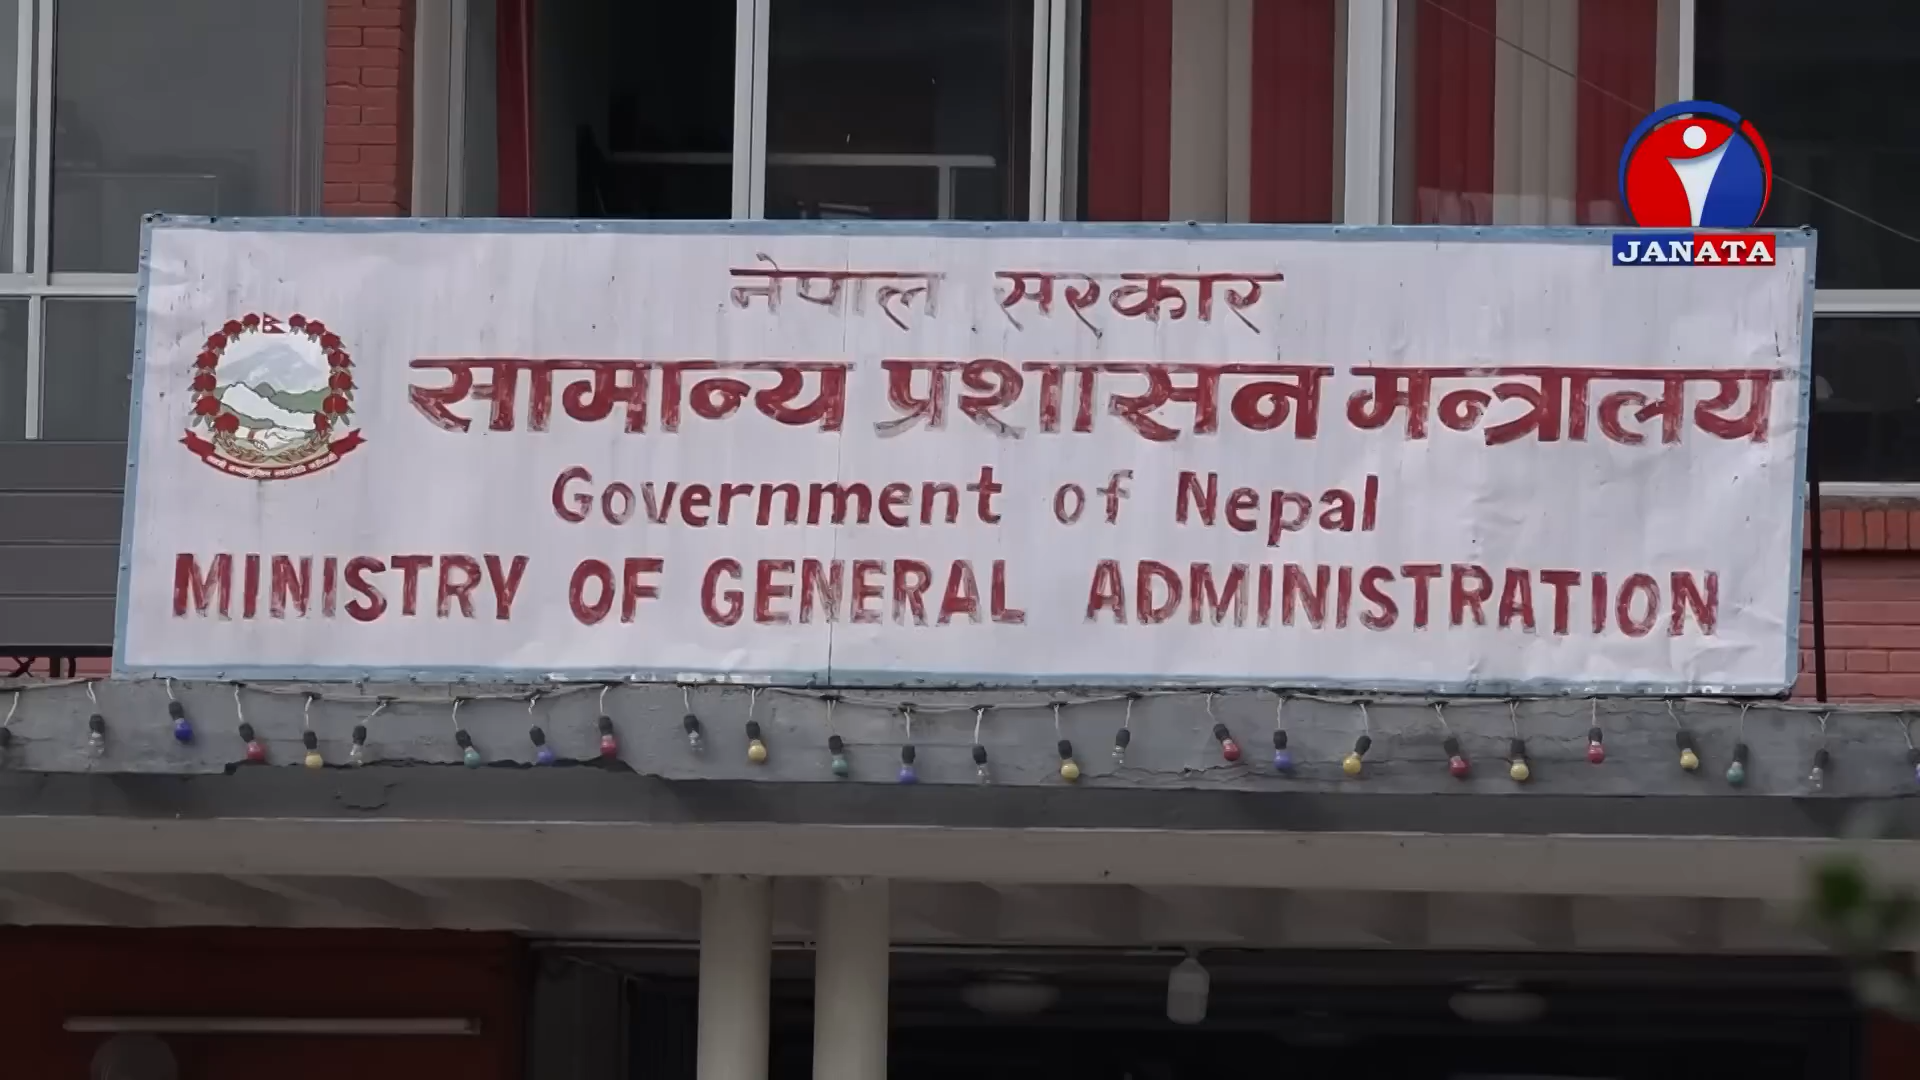 JANATA
नेपाल सरकार
सामान्य प्रशासन मन्त्रालय
Government of Nepal
MINISTRY OF GENERAL ADMINISTRATION